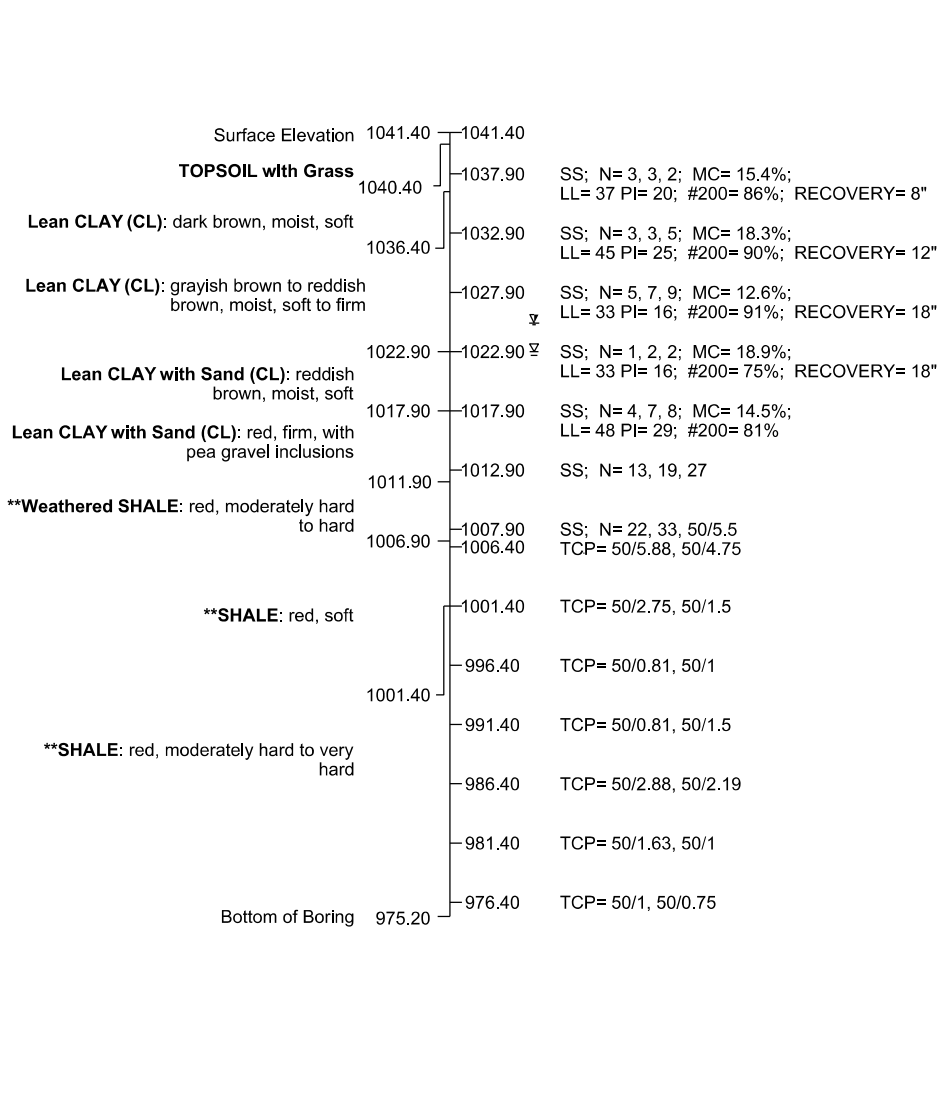 Surface Elevation 1041.40 1041.40
TOPSOIL with Grass
1040.40
1037.90 SS; N= 3, 3, 2; MC= 15.4%;
LL= 37 PI= 20; #200= 86%; RECOVERY= 8"
Lean CLAY (CL): dark brown, moist, soft
1036.40
1032.90 SS; N= 3, 3, 5; MC= 18.3%;
LL= 45 PI= 25; #200= 90%; RECOVERY= 12"
Lean CLAY (CL): grayish brown to reddish
brown, moist, soft to firm
1027.90 SS; N= 5, 7, 9; MC= 12.6%;
LL= 33 PI= 16; #200= 91%; RECOVERY= 18"
1022.90 1022.90 SS; N= 1, 2, 2; MC= 18.9%;
LL= 33 PI= 16; #200= 75%; RECOVERY= 18"
Lean CLAY with Sand (CL): reddish
brown, moist, soft
1017.90 1017.90 SS; N= 4, 7, 8; MC= 14.5%;
LL= 48 PI= 29; #200= 81%
Lean CLAY with Sand (CL): red, firm, with
pea gravel inclusions
1012.90 SS; N= 13, 19, 27
1011.90
**Weathered SHALE: red, moderately hard
to hard
1007.90 SS; N= 22, 33, 50/5.5
1006.90
1006.40 TCP= 50/5.88, 50/4.75
**SHALE: red, soft
1001.40 TCP= 50/2.75, 50/1.5
996.40 TCP= 50/0.81, 50/1
1001.40
991.40 TCP= 50/0.81, 50/1.5
**SHALE: red, moderately hard to very
hard
986.40 TCP= 50/2.88, 50/2.19
981.40 TCP= 50/1.63, 50/1
976.40 TCP= 50/1, 50/0.75
Bottom of Boring 975.20